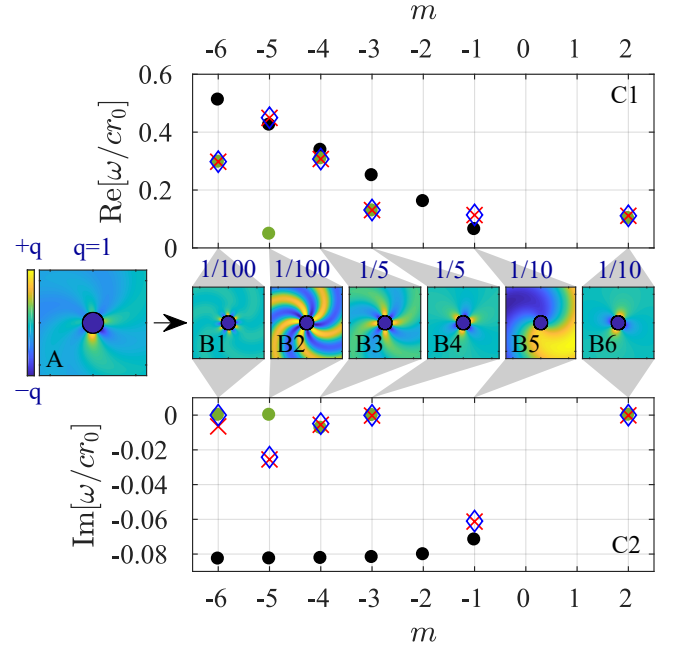 m
-6 -5 -4 -3 -2 -1 0 1 2
Re[ω/cr₀]
0.6
0.4
0.2
0
C1
+q q=1
−q
A
1/100 1/100 1/5 1/5 1/10 1/10
B1 B2 B3 B4 B5 B6
Im[ω/cr₀]
0
-0.02
-0.04
-0.06
-0.08
C2
-6 -5 -4 -3 -2 -1 0 1 2
m